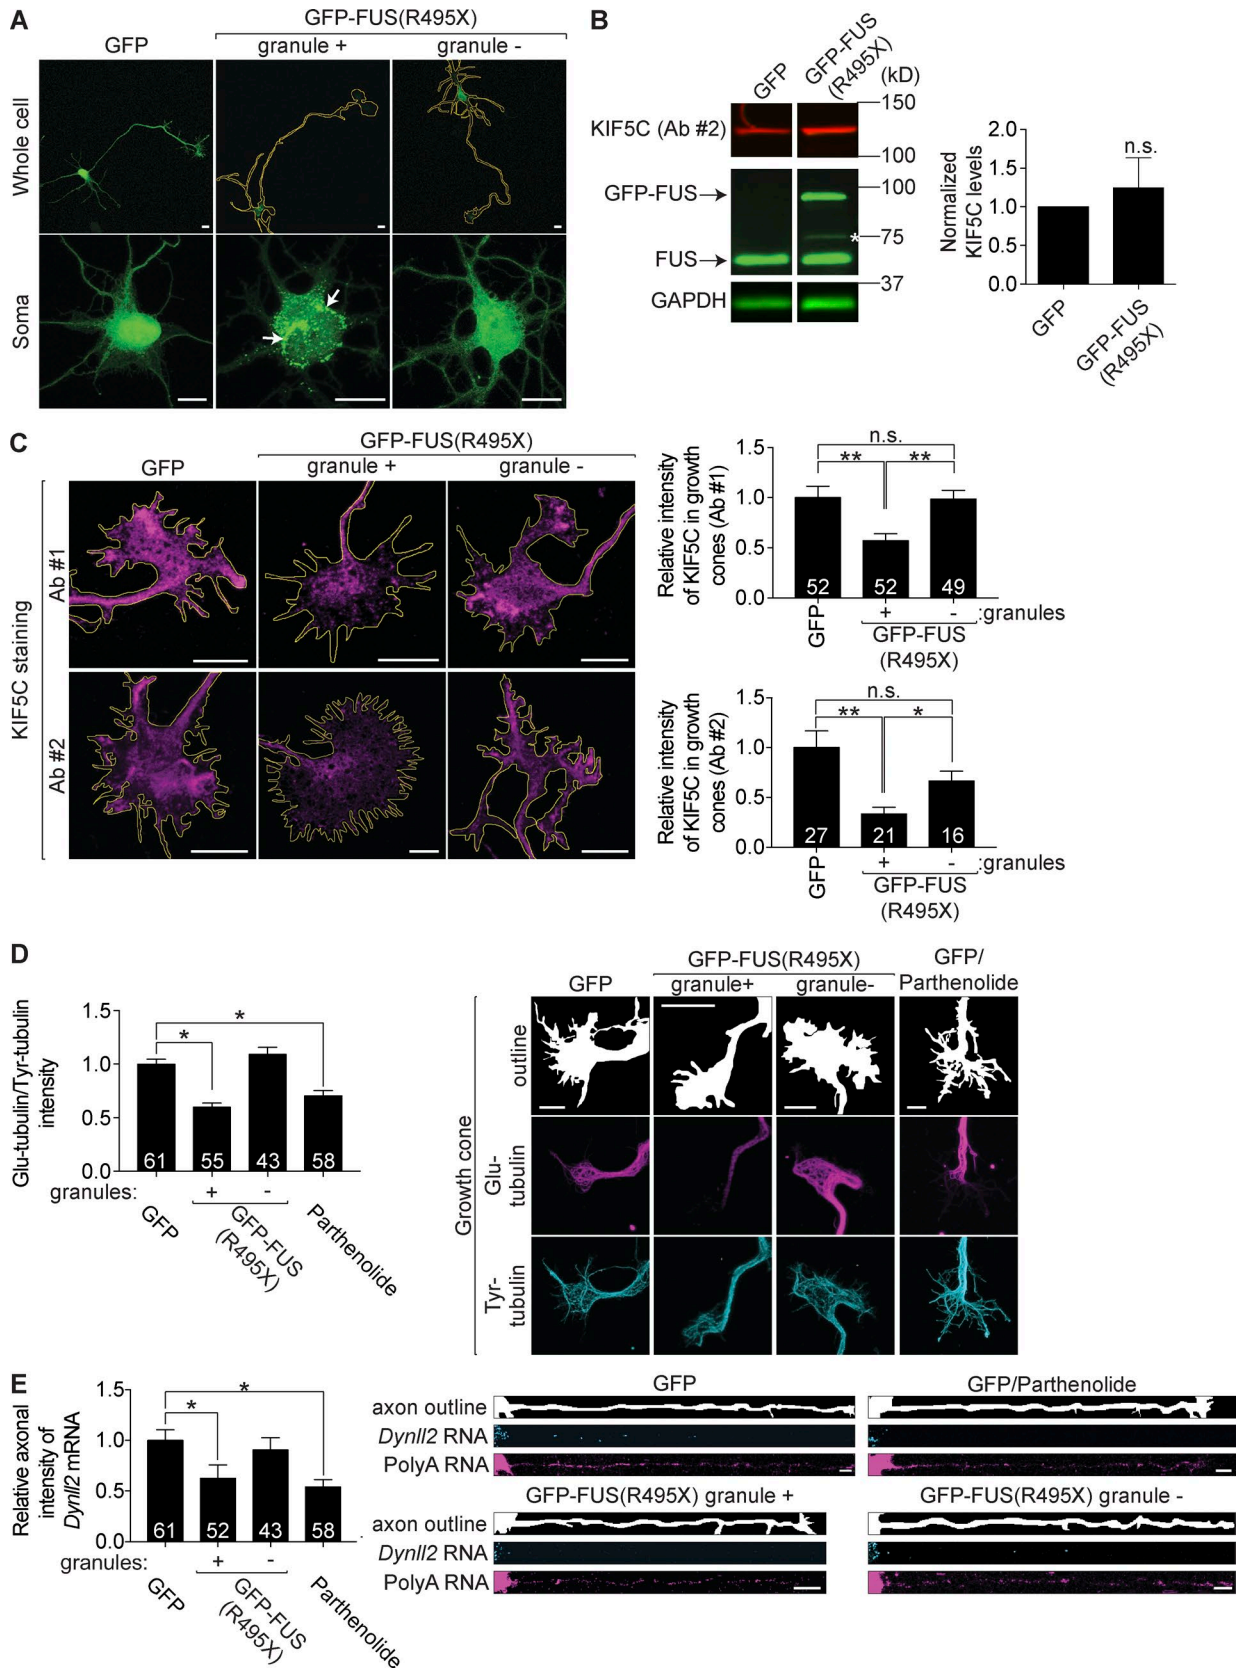 A
GFP-FUS(R495X)
GFP
granule +
granule -
Whole cell
Soma
B
GFP
GFP-FUS
(R495X)
(kD)
150
KIF5C (Ab #2)
100
100
GFP-FUS
*
75
FUS
37
GAPDH
Normalized
KIF5C levels
2.0
1.5
1.0
0.5
0.0
n.s.
GFP
GFP-FUS
(R495X)
C
GFP-FUS(R495X)
GFP
granule +
granule -
KIF5C staining
Ab #1
Ab #2
Relative intensity
of KIF5C in growth
cones (Ab #1)
1.5
1.0
0.5
0.0
n.s.
** **
52 52 49
+ - :granules
GFP
GFP-FUS
(R495X)
Relative intensity
of KIF5C in growth
cones (Ab #2)
1.5
1.0
0.5
0.0
n.s.
** *
27 21 16
+ - :granules
GFP
GFP-FUS
(R495X)
D
Glu-tubulin/Tyr-tubulin
intensity
1.5
1.0
0.5
0.0
*
*
61 55 43 58
granules: + -
GFP
GFP-FUS
(R495X)
Parthenolide
GFP-FUS(R495X)
GFP/
Parthenolide
GFP
granule+
granule-
Growth cone
outline
Glu-
tubulin
Tyr-
tubulin
E
Relative axonal
intensity of
Dynll2 mRNA
1.5
1.0
0.5
0.0
*
*
61 52 43 58
granules: + -
GFP
GFP-FUS
(R495X)
Parthenolide
GFP
GFP/Parthenolide
axon outline
Dynll2 RNA
PolyA RNA
GFP-FUS(R495X) granule +
GFP-FUS(R495X) granule -
axon outline
Dynll2 RNA
PolyA RNA